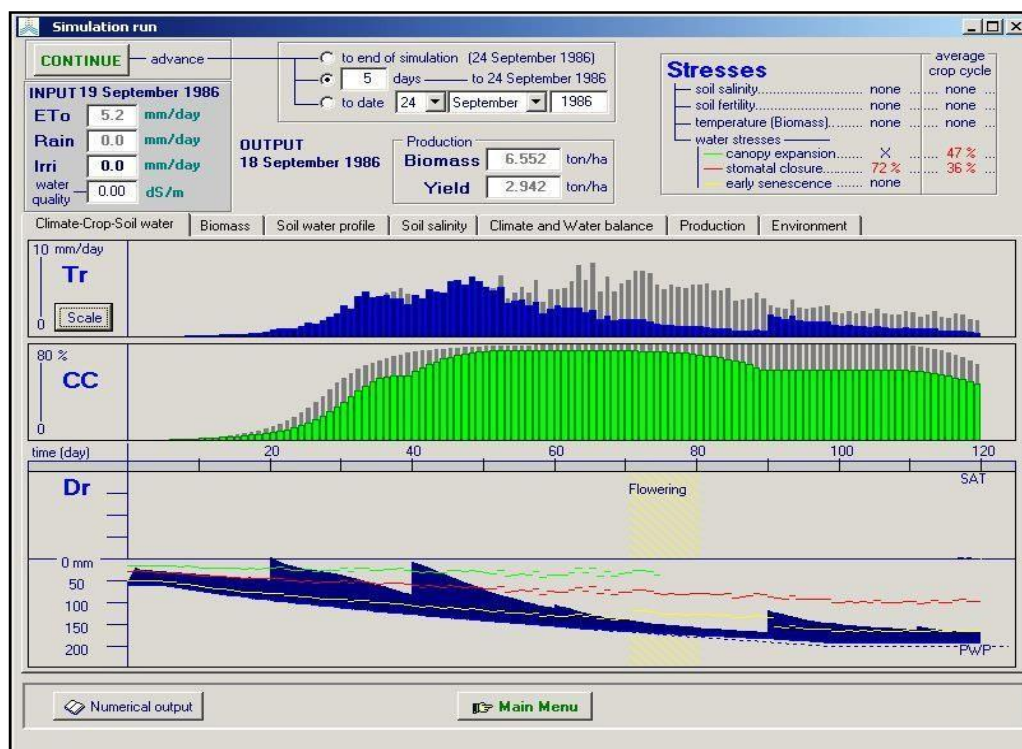 Simulation run
CONTINUE advance
to end of simulation (24 September 1986)
5 days to 24 September 1986
to date 24 September 1986
INPUT 19 September 1986
ETo 5.2 mm/day
Rain 0.0 mm/day
Irri 0.0 mm/day
water quality 0.00 dS/m
OUTPUT
18 September 1986
Production
Biomass 6.552 ton/ha
Yield 2.942 ton/ha
Stresses average crop cycle
soil salinity........ none ... none
soil fertility........ none ... none
temperature (Biomass)........ none ... none
water stresses
canopy expansion...... X ... 47 % ...
stomatal closure...... 72 % ... 36 % ...
early senescence ...... none
Climate-Crop-Soil water Biomass Soil water profile Soil salinity Climate and Water balance Production Environment
10 mm/day
Tr
0 Scale
80 %
CC
0
time (day) 20 40 60 80 100 120
Dr SAT
Flowering
0 mm
50
100
150
200 PWP
Numerical output Main Menu